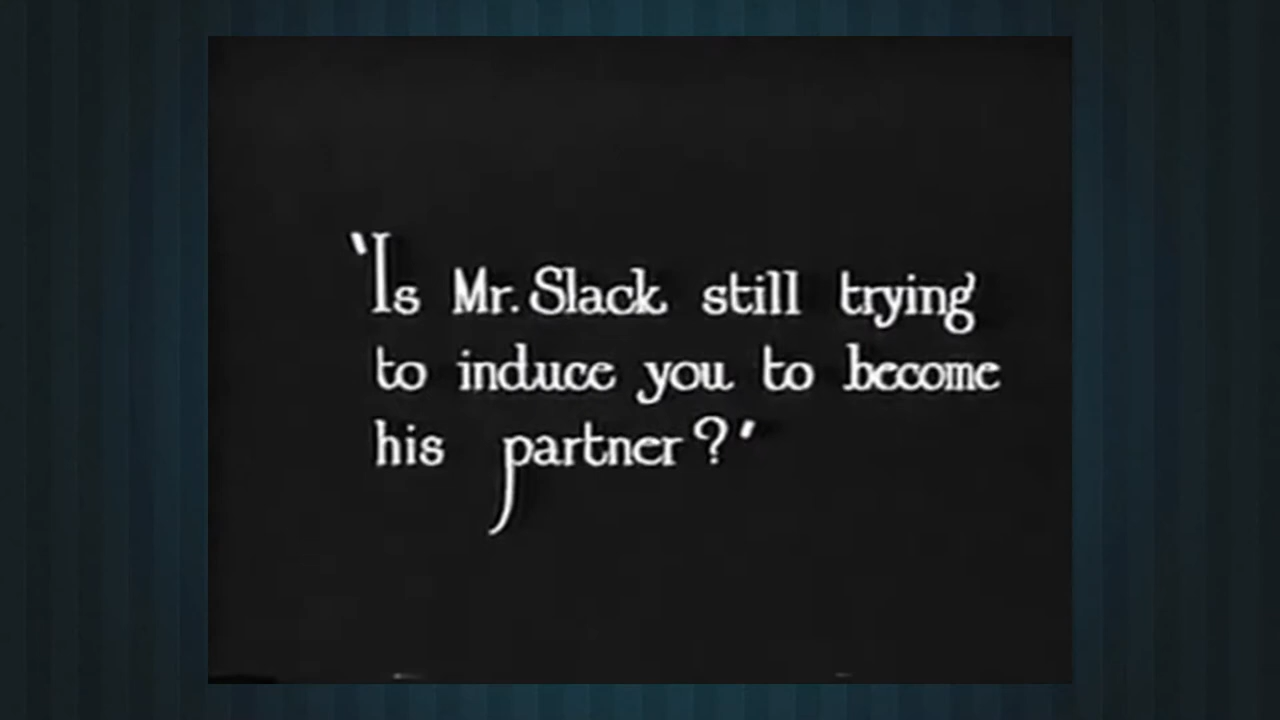 'Is Mr. Slack still trying
to induce you to become
his partner?'